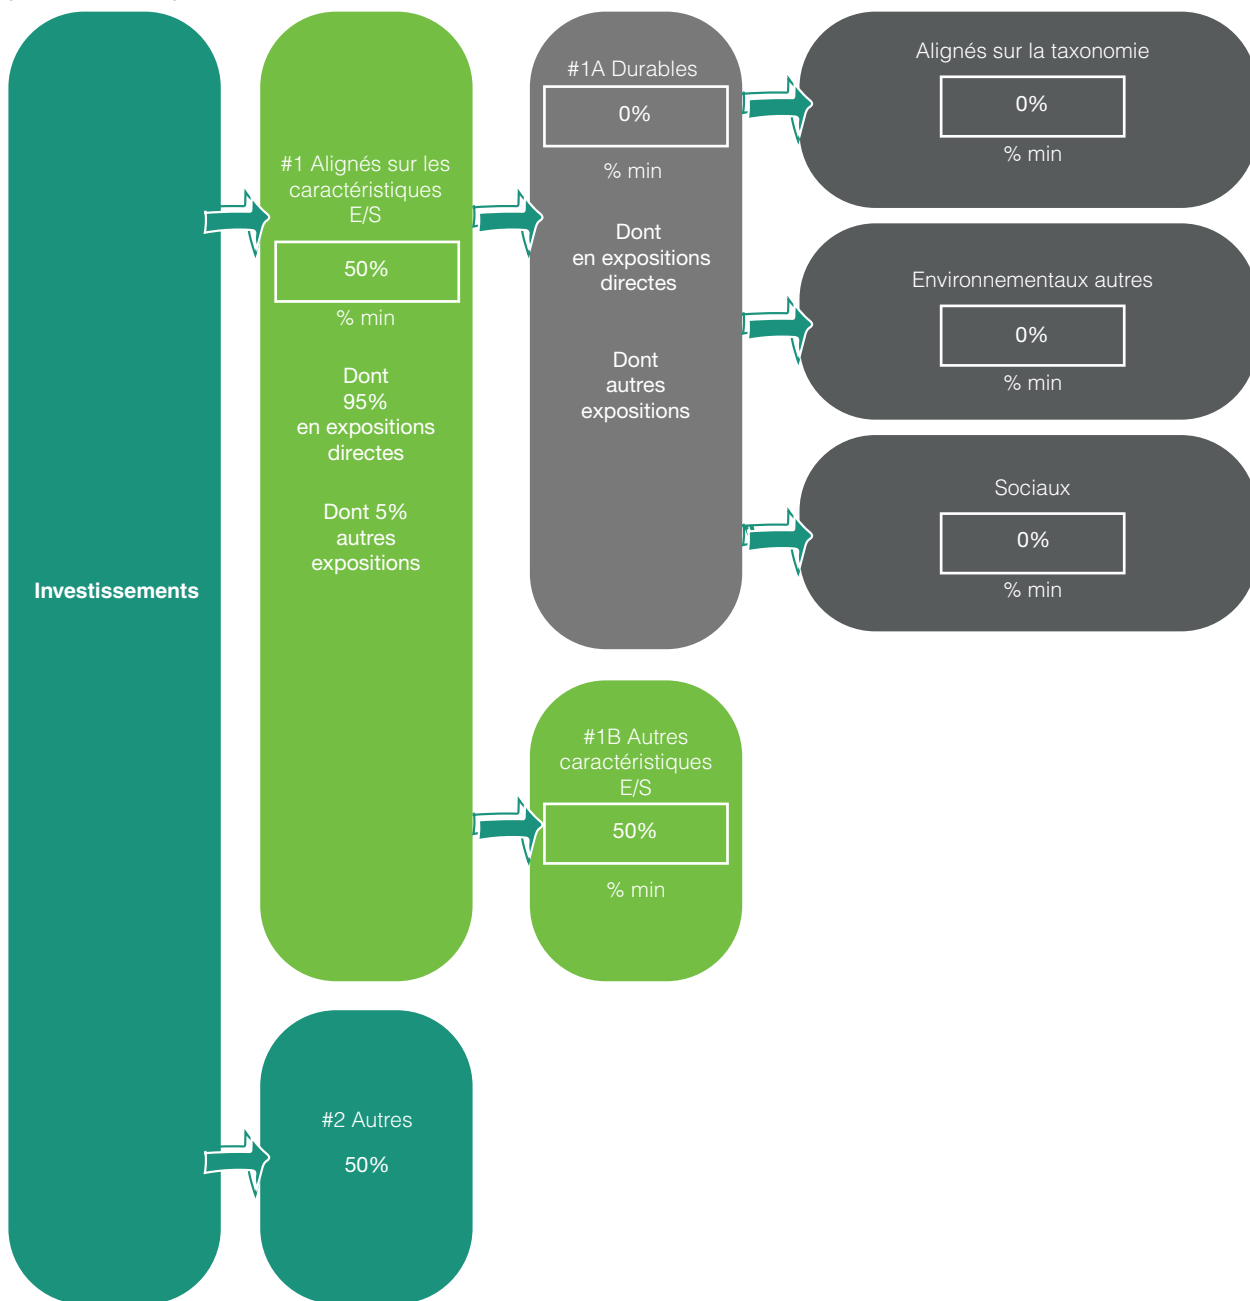 Investissements
#1 Alignés sur les
caractéristiques
E/S
50%
% min
Dont
95%
en expositions
directes
Dont 5%
autres
expositions
#1A Durables
0%
% min
Dont
en expositions
directes
Dont
autres
expositions
Alignés sur la taxonomie
0%
% min
Environnementaux autres
0%
% min
Sociaux
0%
% min
#1B Autres
caractéristiques
E/S
50%
% min
#2 Autres
50%